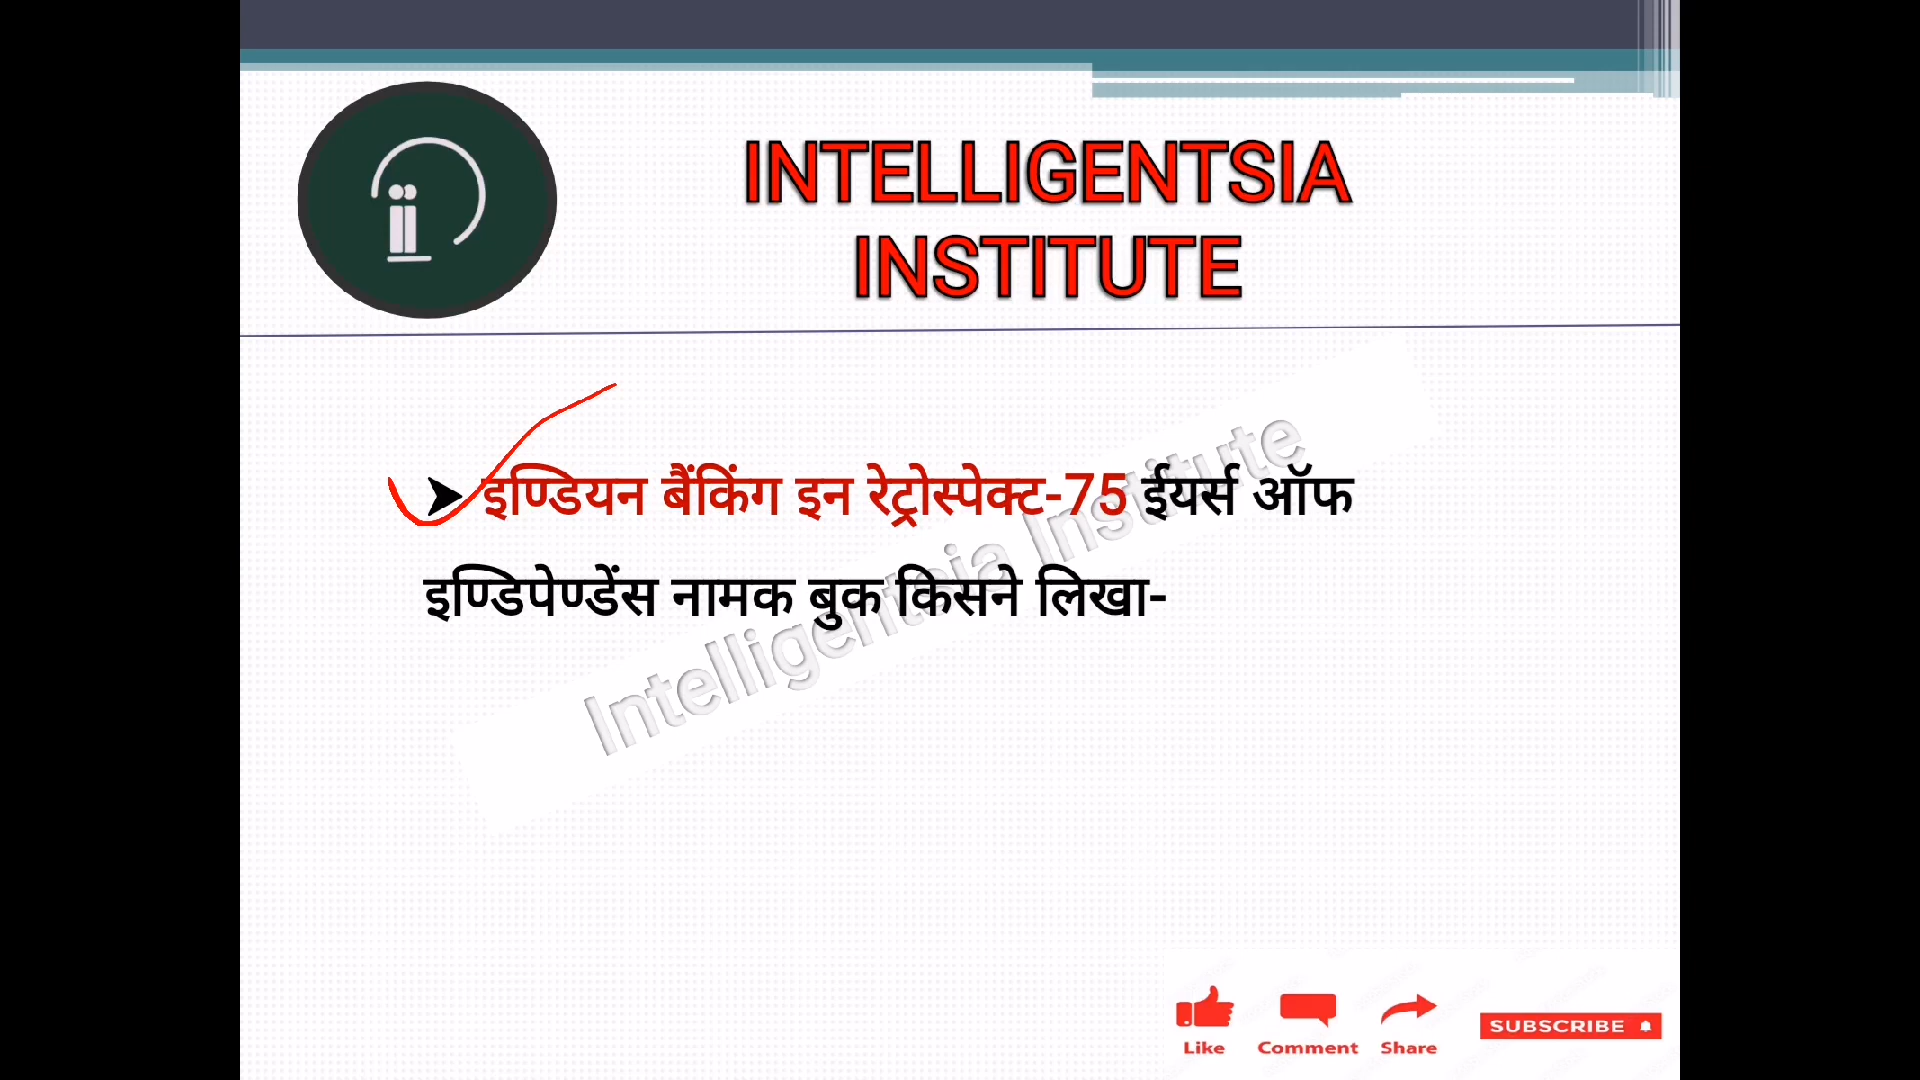 INTELLIGENTSIA
INSTITUTE
➤ इण्डियन बैंकिंग इन रेट्रोस्पेक्ट-75 ईयर्स ऑफ
इण्डिपेण्डेंस नामक बुक किसने लिखा-
Intelligentsia Institute
Like Comment Share SUBSCRIBE